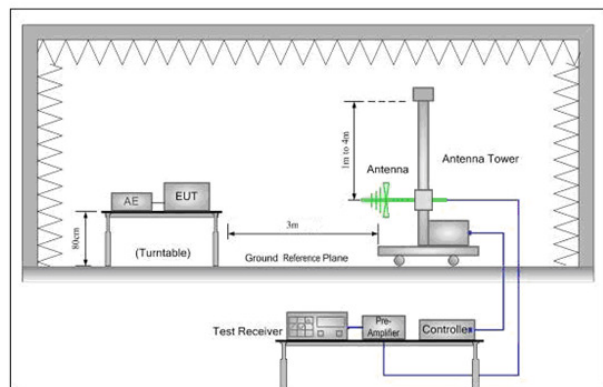 1m to 4m
Antenna
Antenna Tower
AE
EUT
80cm
(Turntable)
3m
Ground Reference Plane
Test Receiver
Pre-
Amplifier
Controller